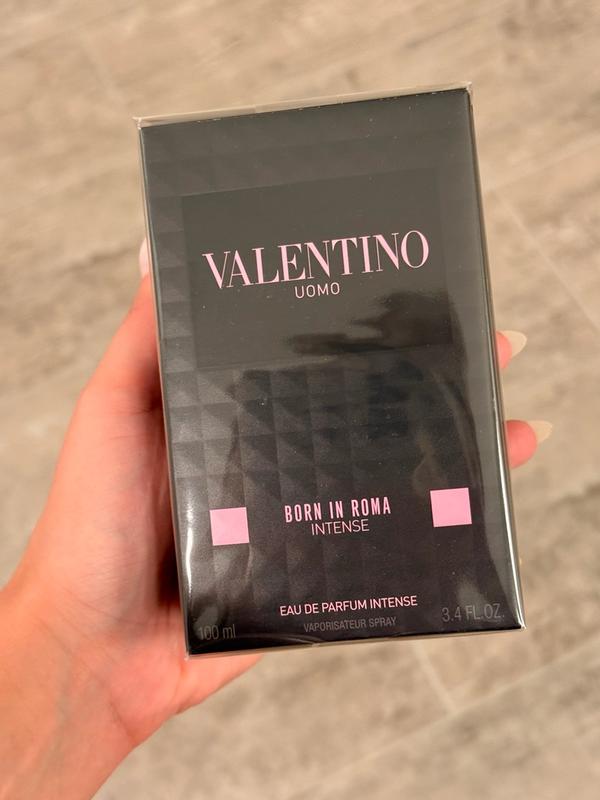 VALENTINO
UOMO
BORN IN ROMA
INTENSE
EAU DE PARFUM INTENSE
100 ml VAPORISATEUR SPRAY 3.4 FL.OZ.